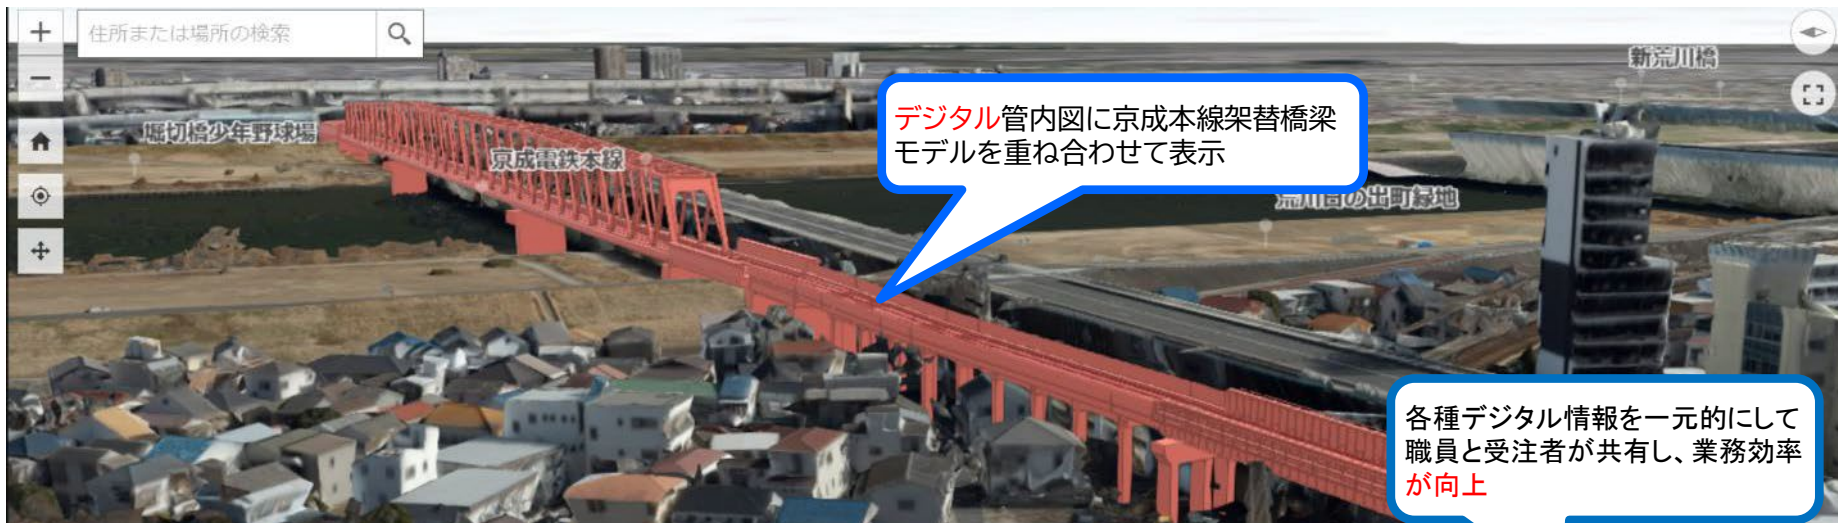 住所または場所の検索
新荒川橋
堀切橋少年野球場
京成電鉄本線
デジタル管内図に京成本線架替橋梁
モデルを重ね合わせて表示
荒川日の出町緑地
各種デジタル情報を一元的にして
職員と受注者が共有し、業務効率
が向上